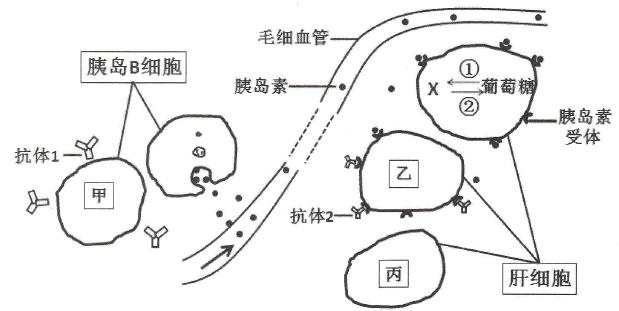 毛细血管
胰岛B细胞
胰岛素
①
X 葡萄糖
②
胰岛素
受体
抗体1
甲
乙
抗体2
丙
肝细胞